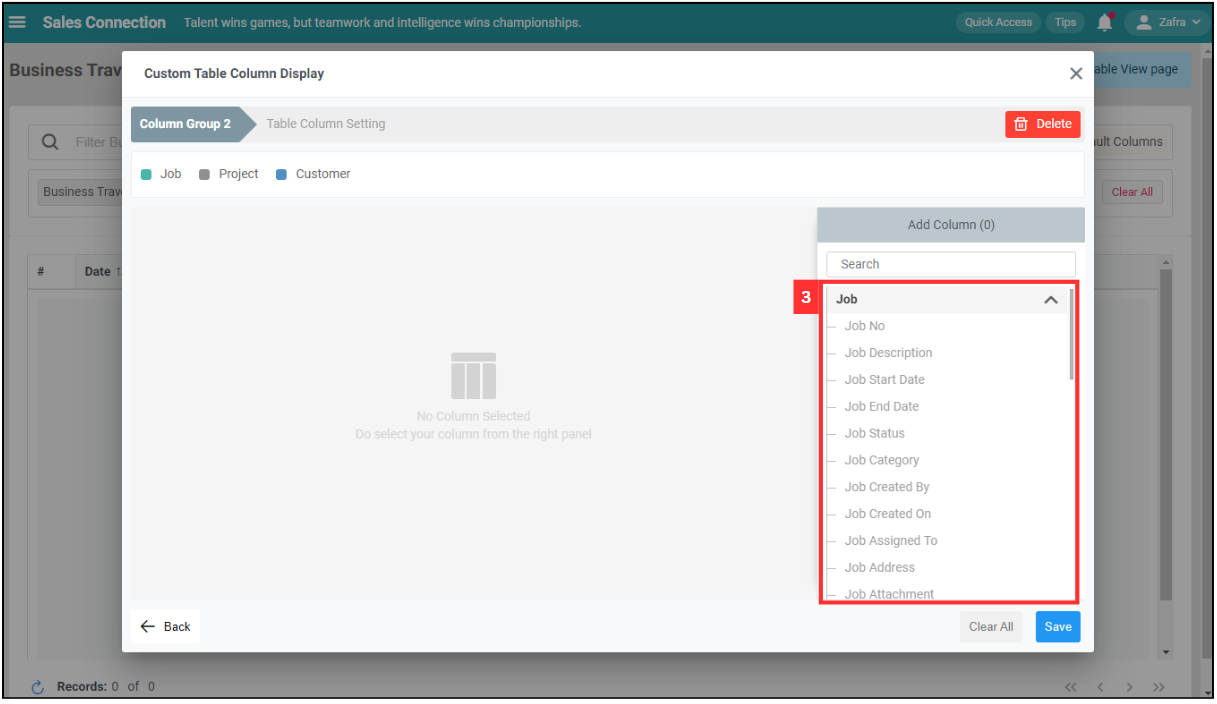 Sales Connection Talent wins games, but teamwork and intelligence wins championships. Quick Access Tips Zafra
Business Trav able View page
Custom Table Column Display
Column Group 2 Table Column Setting Delete
Filter Bu ult Columns
Job Project Customer
Business Trav Clear All
Add Column (0)
Search
# Date
3 Job
Job No
Job Description
Job Start Date
Job End Date
No Column Selected
Do select your column from the right panel
Job Status
Job Category
Job Created By
Job Created On
Job Assigned To
Job Address
Job Attachment
Back Clear All Save
Records: 0 of 0